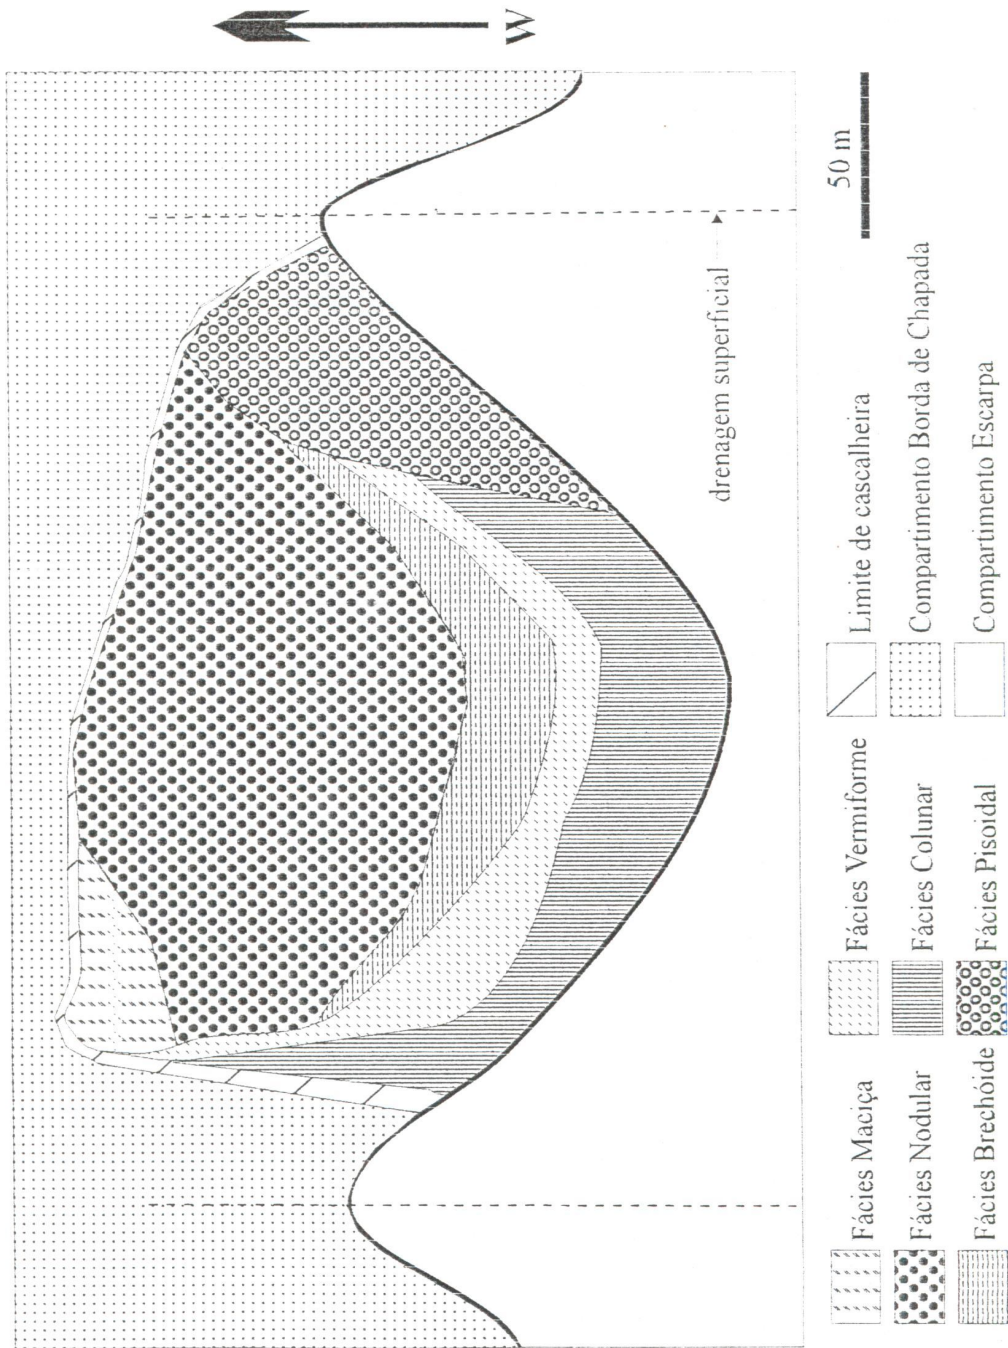 W
drenagem superficial
50 m
Fácies Maciça
Fácies Nodular
Fácies Brechóide
Fácies Vermiforme
Fácies Colunar
Fácies Pisoidal
Limite de cascalheira
Compartimento Borda de Chapada
Compartimento Escarpa